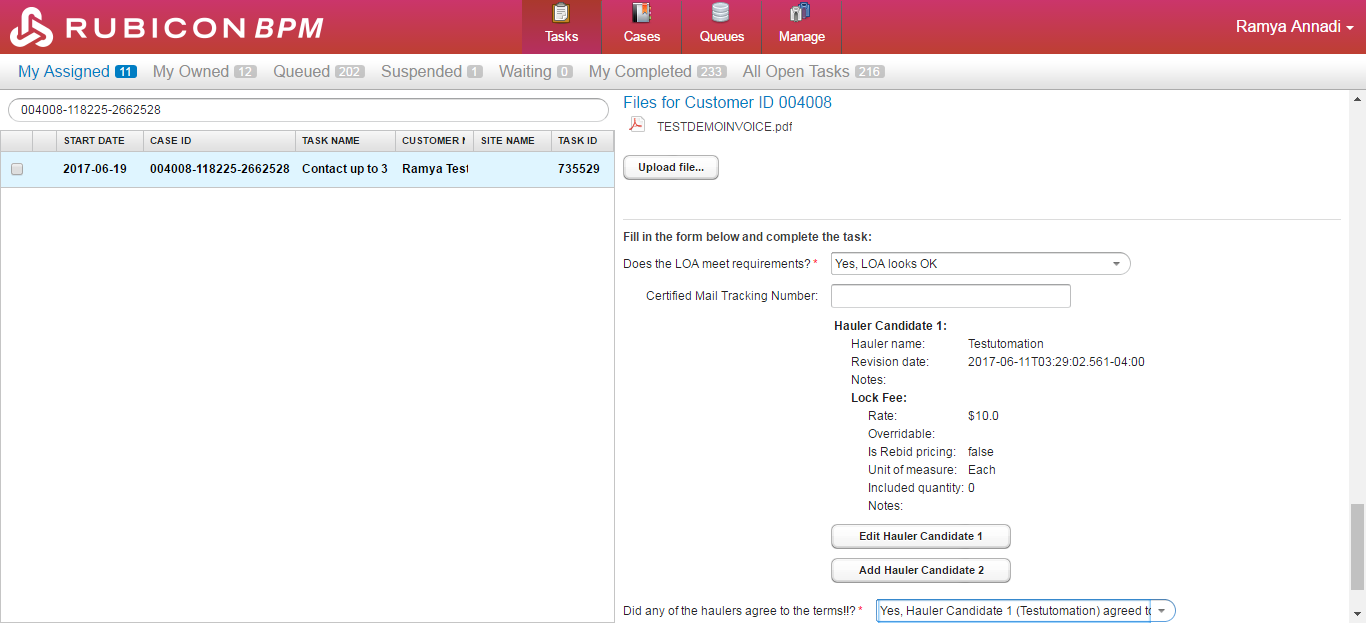 RUBICON BPM
Tasks Cases Queues Manage
Ramya Annadi
My Assigned 11 My Owned 12 Queued 202 Suspended 1 Waiting 0 My Completed 233 All Open Tasks 216
004008-118225-2662528
START DATE CASE ID TASK NAME CUSTOMER N SITE NAME TASK ID
2017-06-19 004008-118225-2662528 Contact up to 3 Ramya Test 735529
Files for Customer ID 004008
TESTDEMOINVOICE.pdf
Upload file...
Fill in the form below and complete the task:
Does the LOA meet requirements?* Yes, LOA looks OK
Certified Mail Tracking Number:
Hauler Candidate 1:
Hauler name: Testutomation
Revision date: 2017-06-11T03:29:02.561-04:00
Notes:
Lock Fee:
Rate: $10.0
Overridable:
Is Rebid pricing: false
Unit of measure: Each
Included quantity: 0
Notes:
Edit Hauler Candidate 1
Add Hauler Candidate 2
Did any of the haulers agree to the terms!!?* Yes, Hauler Candidate 1 (Testutomation) agreed to